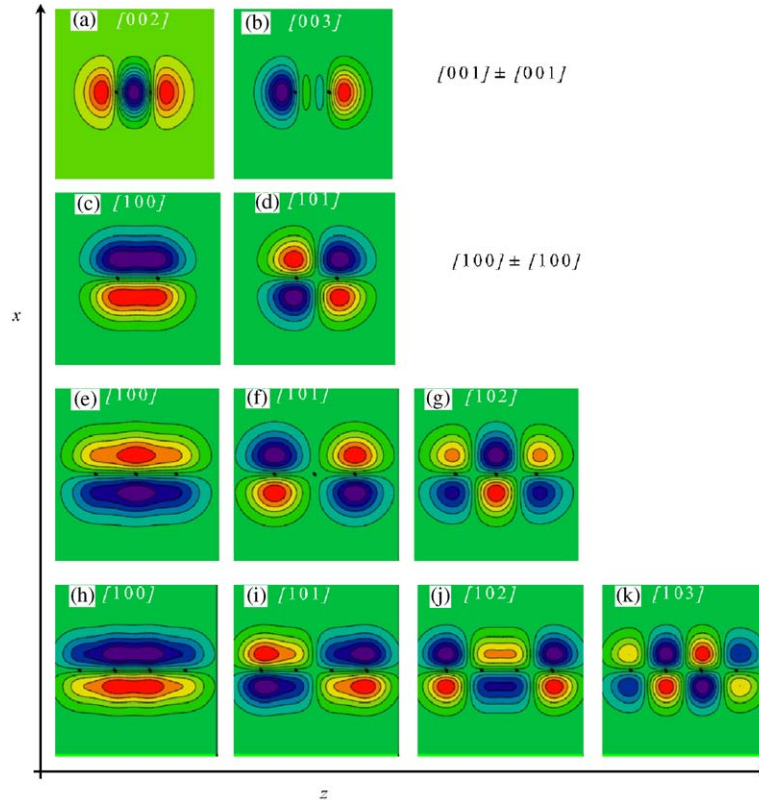 (a) [002]
(b) [003]
[001] ± [001]
(c) [100]
(d) [101]
[100] ± [100]
x
(e) [100]
(f) [101]
(g) [102]
(h) [100]
(i) [101]
(j) [102]
(k) [103]
z